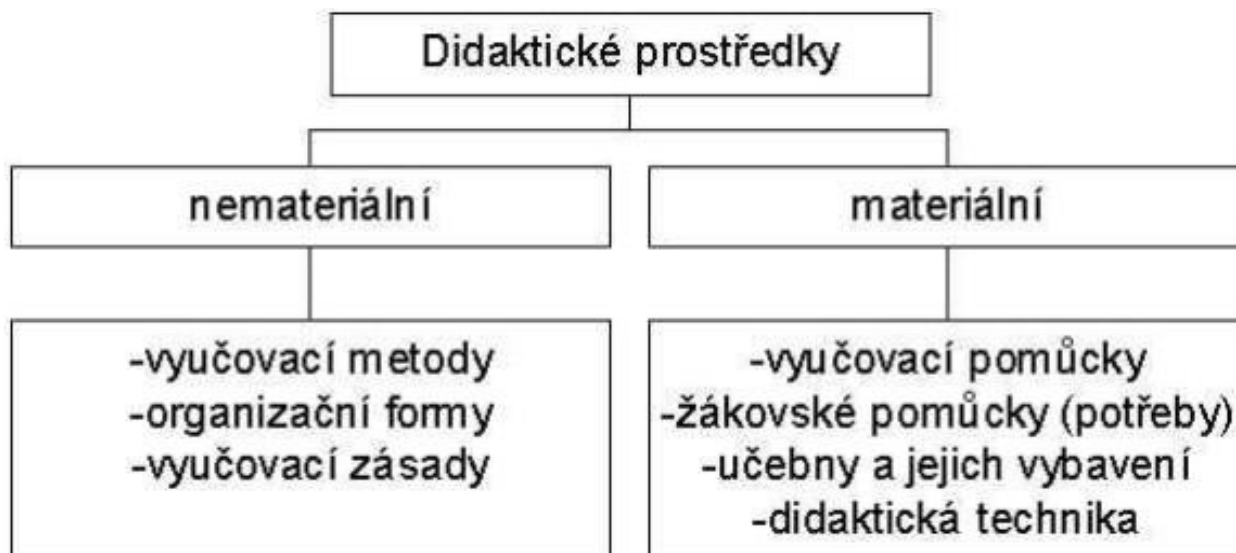 Didaktické prostředky
nemateriální
materiální
-vyučovací metody
-organizační formy
-vyučovací zásady
-vyučovací pomůcky
-žákovské pomůcky (potřeby)
-učebny a jejich vybavení
-didaktická technika